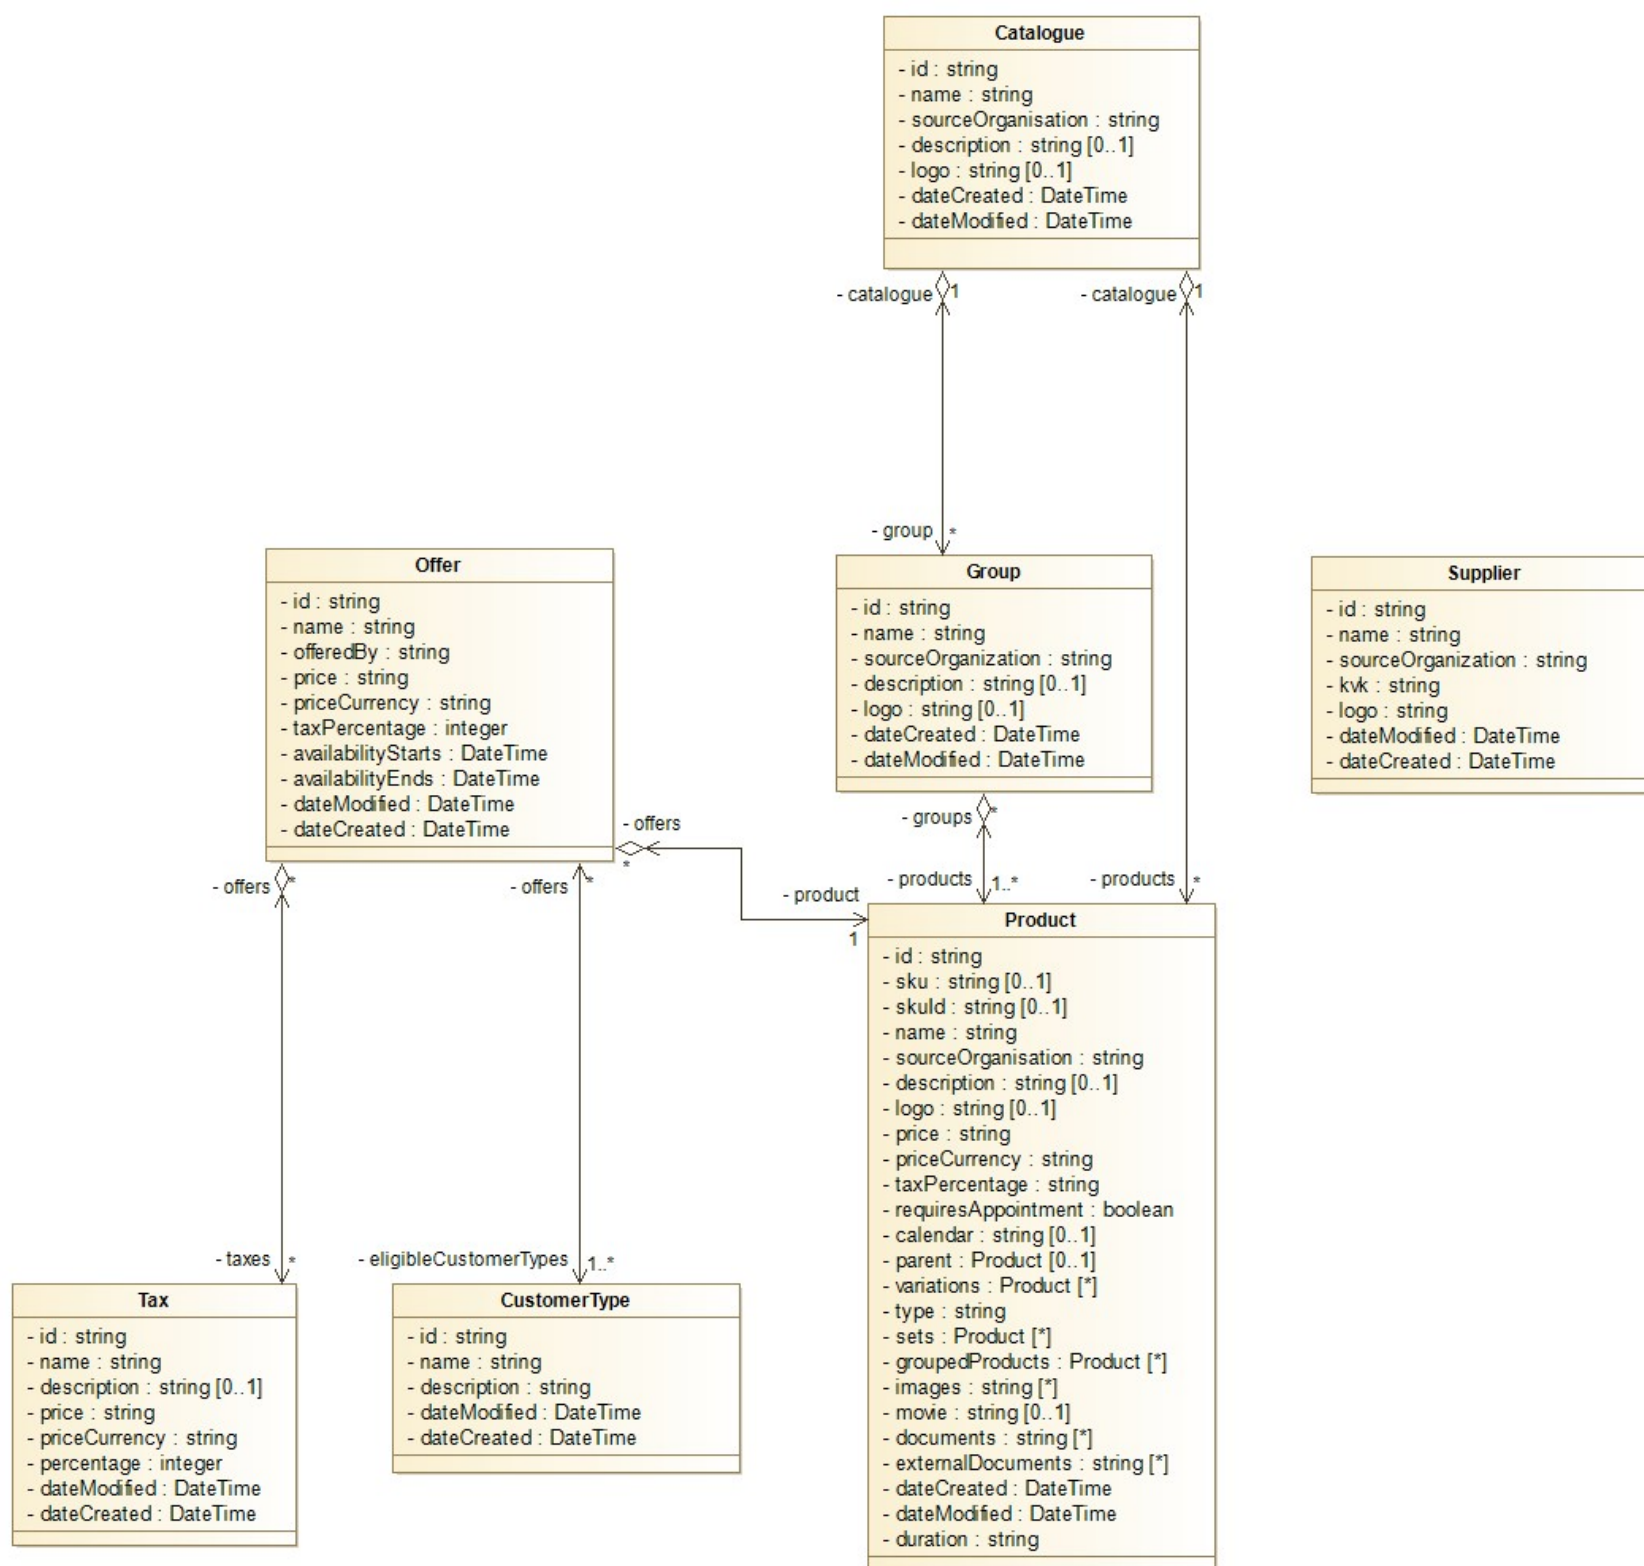 Catalogue
- id : string
- name : string
- sourceOrganisation : string
- description : string [0..1]
- logo : string [0..1]
- dateCreated : DateTime
- dateModified : DateTime
- catalogue 1
- catalogue 1
- group *
Offer
- id : string
- name : string
- offeredBy : string
- price : string
- priceCurrency : string
- taxPercentage : integer
- availabilityStarts : DateTime
- availabilityEnds : DateTime
- dateModified : DateTime
- dateCreated : DateTime
Group
- id : string
- name : string
- sourceOrganization : string
- description : string [0..1]
- logo : string [0..1]
- dateCreated : DateTime
- dateModified : DateTime
Supplier
- id : string
- name : string
- sourceOrganization : string
- kvk : string
- logo : string
- dateModified : DateTime
- dateCreated : DateTime
- groups *
- offers
*
- offers *
- offers *
- products 1..*
- products *
- product
1
Product
- id : string
- sku : string [0..1]
- skuId : string [0..1]
- name : string
- sourceOrganisation : string
- description : string [0..1]
- logo : string [0..1]
- price : string
- priceCurrency : string
- taxPercentage : string
- requiresAppointment : boolean
- calendar : string [0..1]
- parent : Product [0..1]
- variations : Product [*]
- type : string
- sets : Product [*]
- groupedProducts : Product [*]
- images : string [*]
- movie : string [0..1]
- documents : string [*]
- externalDocuments : string [*]
- dateCreated : DateTime
- dateModified : DateTime
- duration : string
- taxes *
- eligibleCustomerTypes 1..*
Tax
- id : string
- name : string
- description : string [0..1]
- price : string
- priceCurrency : string
- percentage : integer
- dateModified : DateTime
- dateCreated : DateTime
CustomerType
- id : string
- name : string
- description : string
- dateModified : DateTime
- dateCreated : DateTime